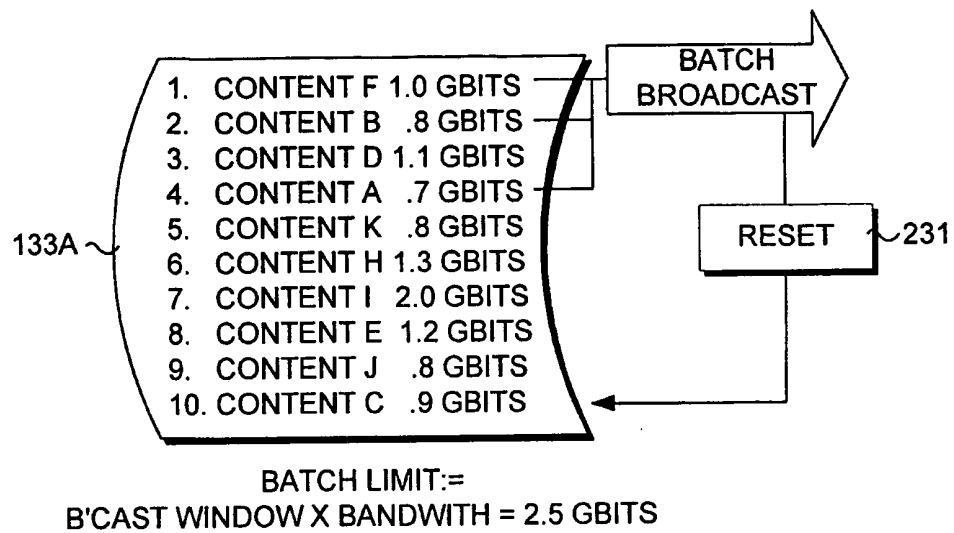 BATCH
BROADCAST
1. CONTENT F 1.0 GBITS
2. CONTENT B .8 GBITS
3. CONTENT D 1.1 GBITS
4. CONTENT A .7 GBITS
5. CONTENT K .8 GBITS
6. CONTENT H 1.3 GBITS
7. CONTENT I 2.0 GBITS
8. CONTENT E 1.2 GBITS
9. CONTENT J .8 GBITS
10. CONTENT C .9 GBITS
133A
RESET
231
BATCH LIMIT:=
B'CAST WINDOW X BANDWITH = 2.5 GBITS